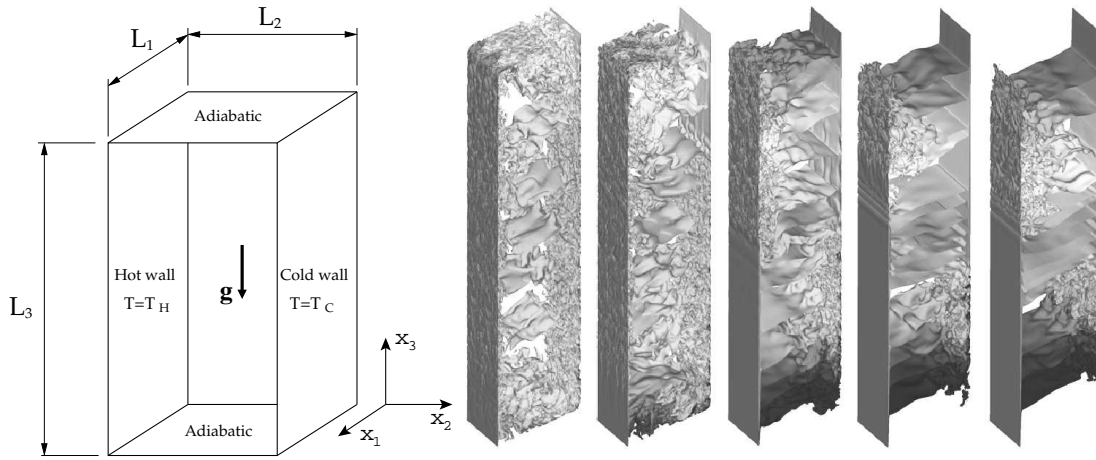 L1
L2
Adiabatic
Hot wall
T=T H
g
Cold wall
T=T C
L3
Adiabatic
x3
x2
x1